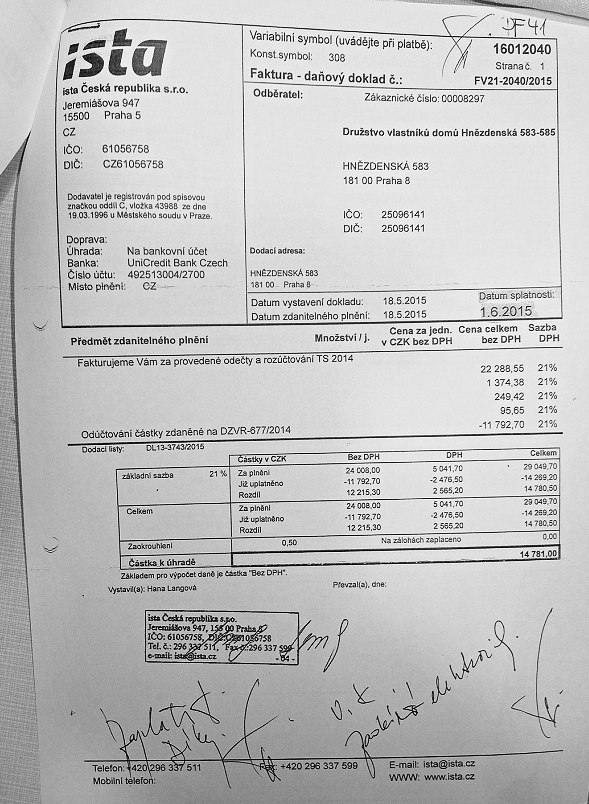 DF41
ista
Variabilní symbol (uvádějte při platbě): 16012040
Konst.symbol: 308 Strana č. 1
Faktura - daňový doklad č.: FV21-2040/2015
ista Česká republika s.r.o.
Jeremiášova 947
15500 Praha 5
CZ
IČO: 61056758
DIČ: CZ61056758
Dodavatel je registrován pod spisovou
značkou oddíl C, vložka 43988 ze dne
19.03.1996 u Městského soudu v Praze.
Doprava:
Úhrada: Na bankovní účet
Banka: UniCredit Bank Czech
Číslo účtu: 492513004/2700
Místo plnění: CZ
Odběratel: Zákaznické číslo: 00008297
Družstvo vlastníků domů Hnězdenská 583-585
HNĚZDENSKÁ 583
181 00 Praha 8
IČO: 25096141
DIČ: 25096141
Dodací adresa:
HNĚZDENSKÁ 583
181 00 Praha 8
Datum vystavení dokladu: 18.5.2015
Datum zdanitelného plnění: 18.5.2015
Datum splatnosti:
1.6.2015
Předmět zdanitelného plnění Množství / j. Cena za jedn. v CZK bez DPH Cena celkem bez DPH Sazba DPH
Fakturujeme Vám za provedené odečty a rozúčtování TS 2014
22 288,55 21%
1 374,38 21%
249,42 21%
95,65 21%
Odúčtování částky zdaněné na DZVR-677/2014 -11 792,70 21%
Dodací listy: DL13-3743/2015
Částky v CZK Bez DPH DPH Celkem
základní sazba 21 % Za plnění 24 008,00 5 041,70 29 049,70
Již uplatněno -11 792,70 -2 476,50 -14 269,20
Rozdíl 12 215,30 2 565,20 14 780,50
Celkem Za plnění 24 008,00 5 041,70 29 049,70
Již uplatněno -11 792,70 -2 476,50 -14 269,20
Rozdíl 12 215,30 2 565,20 14 780,50
Zaokrouhlení 0,50 Na zálohách zaplaceno 0,00
Částka k úhradě 14 781,00
Základem pro výpočet daně je částka "Bez DPH".
Vystavil(a): Hana Langová Převzal(a), dne:
ista Česká republika s.r.o.
Jeremiášova 947, 155 00 Praha 5
IČO: 61056758, DIČ: CZ61056758
Tel. č.: 296 337 511, Fax č.: 296 337 599
e-mail: ista@ista.cz - 04 -
Zaplatit.
Díky
Telefon: +420 296 337 511 Fax: +420 296 337 599 E-mail: ista@ista.cz
Mobilní telefon: WWW: www.ista.cz